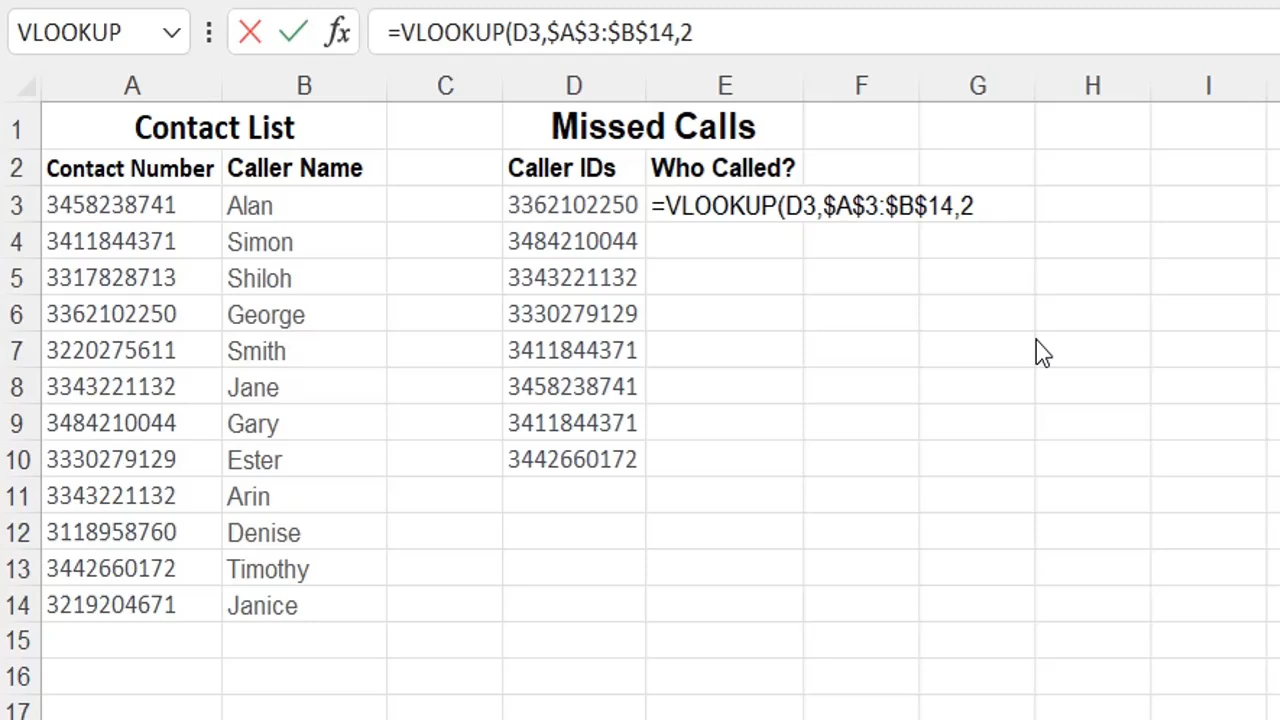 VLOOKUP fx =VLOOKUP(D3,$A$3:$B$14,2
A B C D E F G H I
1 Contact List Missed Calls
2 Contact Number Caller Name Caller IDs Who Called?
3 3458238741 Alan 3362102250 =VLOOKUP(D3,$A$3:$B$14,2
4 3411844371 Simon 3484210044
5 3317828713 Shiloh 3343221132
6 3362102250 George 3330279129
7 3220275611 Smith 3411844371
8 3343221132 Jane 3458238741
9 3484210044 Gary 3411844371
10 3330279129 Ester 3442660172
11 3343221132 Arin
12 3118958760 Denise
13 3442660172 Timothy
14 3219204671 Janice
15
16
17